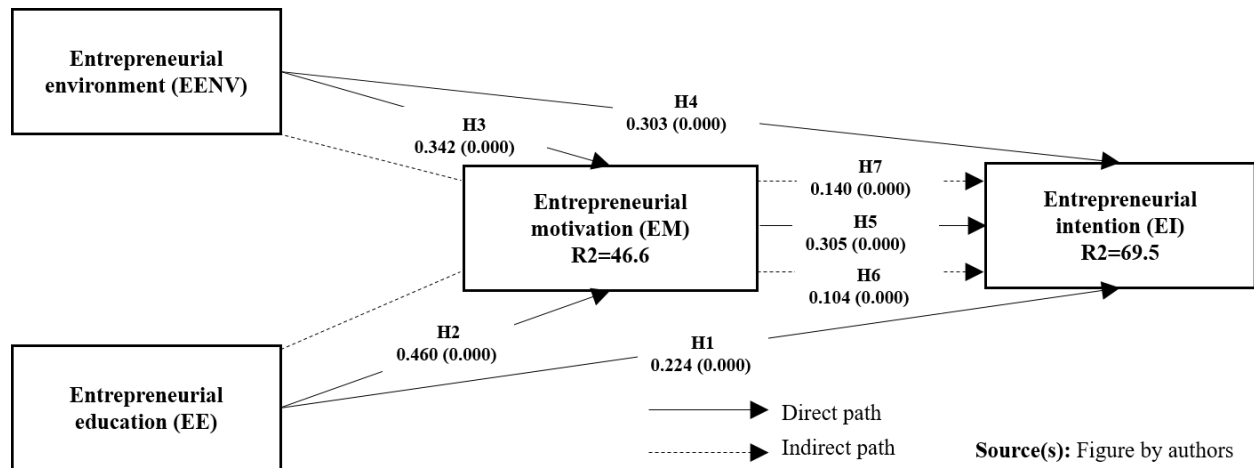 Entrepreneurial
environment (EENV)
H4
0.303 (0.000)
H3
0.342 (0.000)
H7
0.140 (0.000)
Entrepreneurial
motivation (EM)
R2=46.6
H5
0.305 (0.000)
Entrepreneurial
intention (EI)
R2=69.5
H6
0.104 (0.000)
H2
0.460 (0.000)
H1
0.224 (0.000)
Entrepreneurial
education (EE)
Direct path
Indirect path
Source(s): Figure by authors